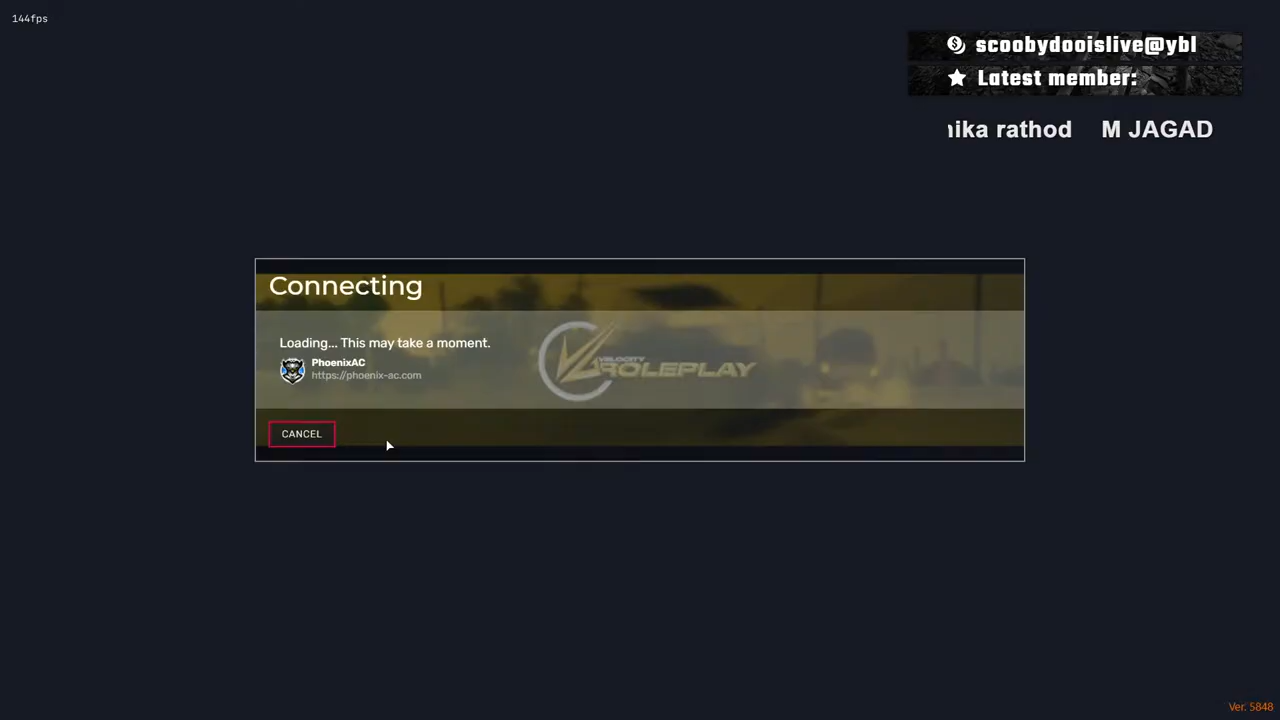 144fps
scoobydooislive@ybl
Latest member:
rathod M JAGAD
Connecting
Loading... This may take a moment.
PhoenixAC
https://phoenix-ac.com
VELOCITY
ROLEPLAY
CANCEL
Ver. 5848